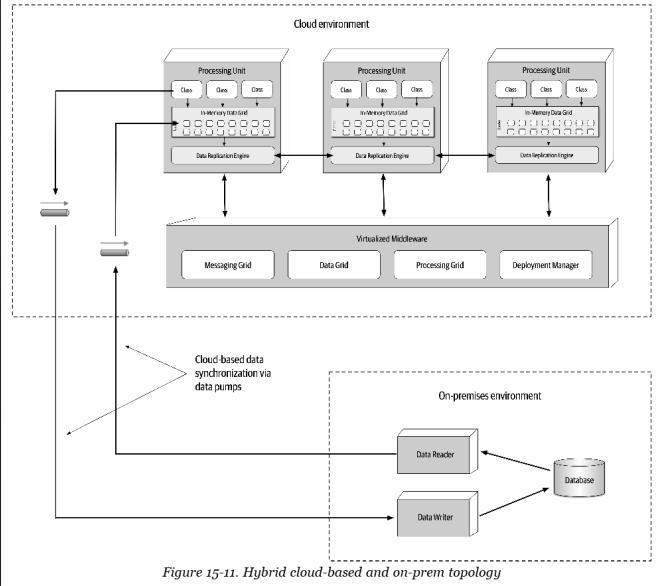 Cloud environment
Processing Unit
Class Class Class
In-Memory Data Grid
Data Replication Engine
Processing Unit
Class Class Class
In-Memory Data Grid
Data Replication Engine
Processing Unit
Class Class Class
In-Memory Data Grid
Data Replication Engine
Virtualized Middleware
Messaging Grid
Data Grid
Processing Grid
Deployment Manager
Cloud-based data
synchronization via
data pumps
On-premises environment
Data Reader
Database
Data Writer
Figure 15-11. Hybrid cloud-based and on-prem topology